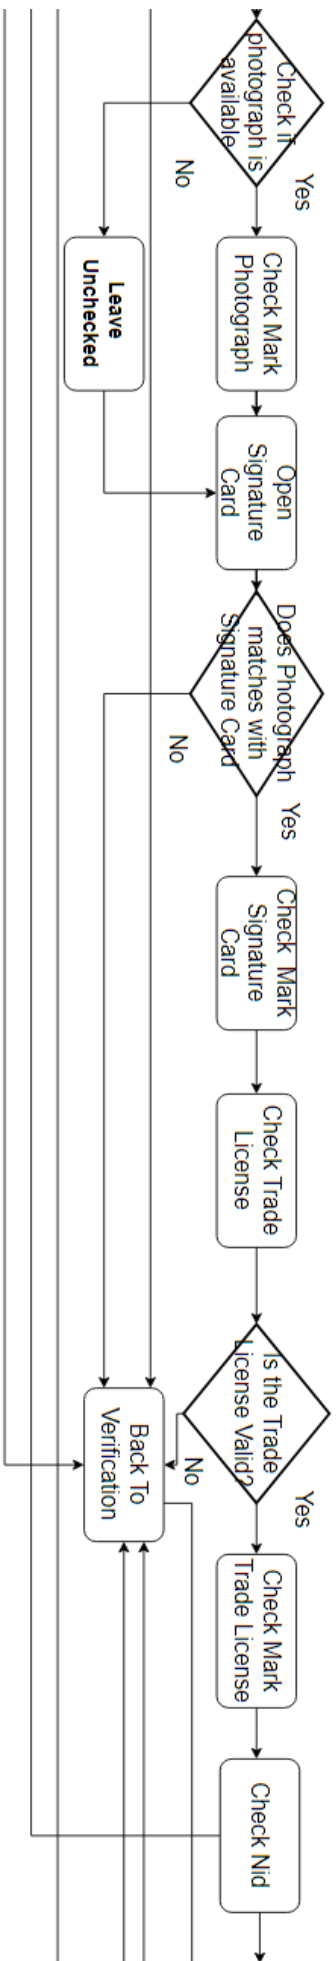 Check if
photograph is
available
Yes
No
Check Mark
Photograph
Leave
Unchecked
Open
Signature
Card
Does Photograph
matches with
Signature Card
Yes
No
Check Mark
Signature
Card
Check Trade
License
Is the Trade
License Valid?
Yes
No
Back To
Verification
Check Mark
Trade License
Check Nid